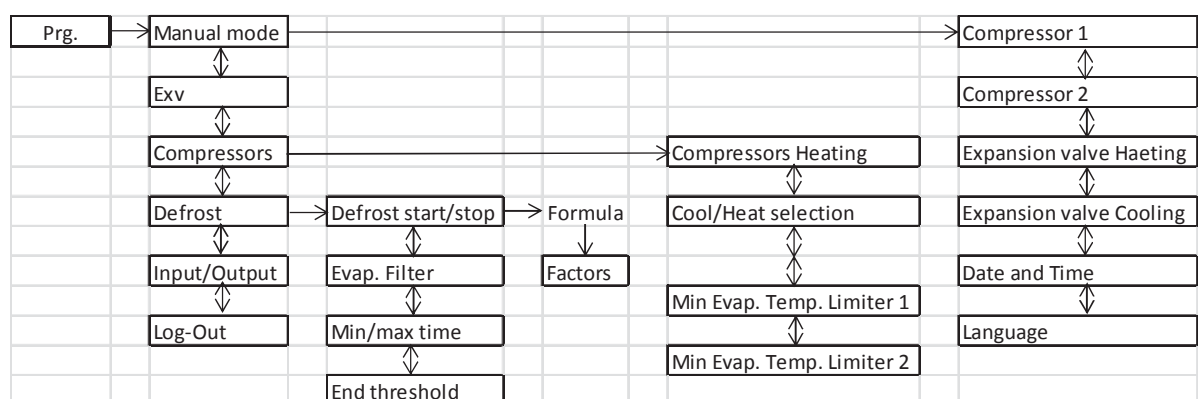 Prg.
Manual mode
Compressor 1
Exv
Compressor 2
Compressors
Compressors Heating
Expansion valve Haeting
Defrost
Defrost start/stop
Formula
Cool/Heat selection
Expansion valve Cooling
Input/Output
Evap. Filter
Factors
Date and Time
Min Evap. Temp. Limiter 1
Log-Out
Min/max time
Language
Min Evap. Temp. Limiter 2
End threshold